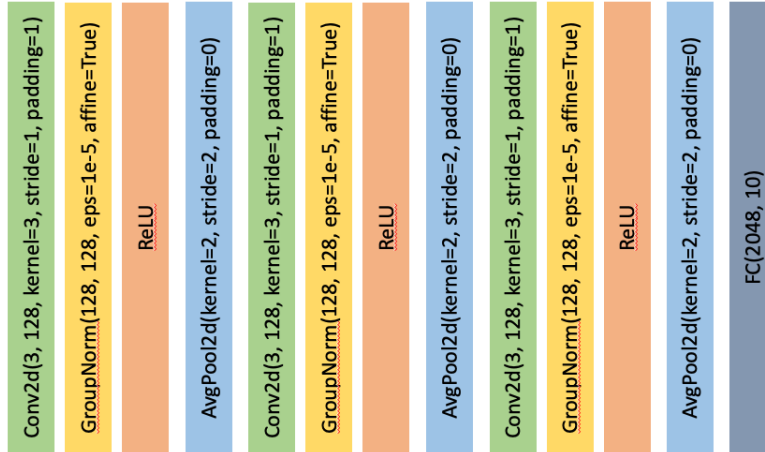 Conv2d(3, 128, kernel=3, stride=1, padding=1)
GroupNorm(128, 128, eps=1e-5, affine=True)
ReLU
AvgPool2d(kernel=2, stride=2, padding=0)
Conv2d(3, 128, kernel=3, stride=1, padding=1)
GroupNorm(128, 128, eps=1e-5, affine=True)
ReLU
AvgPool2d(kernel=2, stride=2, padding=0)
Conv2d(3, 128, kernel=3, stride=1, padding=1)
GroupNorm(128, 128, eps=1e-5, affine=True)
ReLU
AvgPool2d(kernel=2, stride=2, padding=0)
FC(2048, 10)